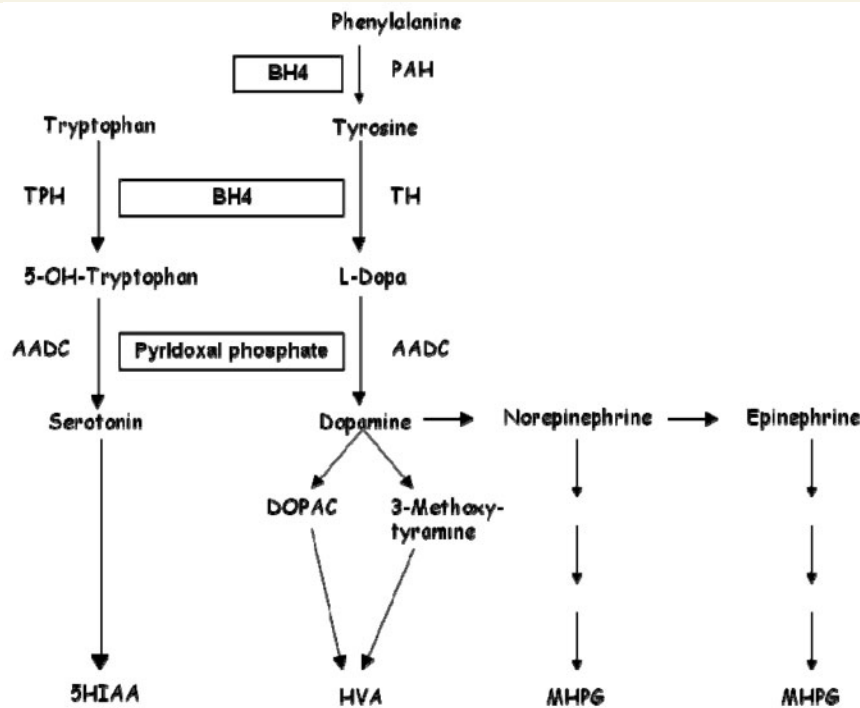 Phenylalanine
BH4
PAH
Tryptophan
Tyrosine
TPH
BH4
TH
5-OH-Tryptophan
L-Dopa
AADC
Pyridoxal phosphate
AADC
Serotonin
Dopamine
Norepinephrine
Epinephrine
DOPAC
3-Methoxy-
tyramine
5HIAA
HVA
MHPG
MHPG